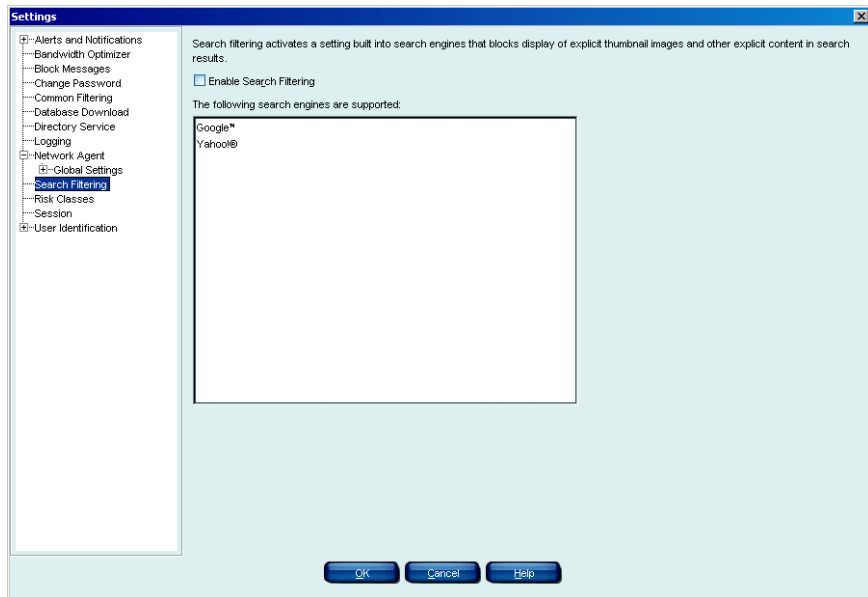 Settings
Alerts and Notifications
Bandwidth Optimizer
Block Messages
Change Password
Common Filtering
Database Download
Directory Service
Logging
Network Agent
Global Settings
Search Filtering
Risk Classes
Session
User Identification
Search filtering activates a setting built into search engines that blocks display of explicit thumbnail images and other explicit content in search
results.
Enable Search Filtering
The following search engines are supported:
Google™
Yahoo!®
OK
Cancel
Help